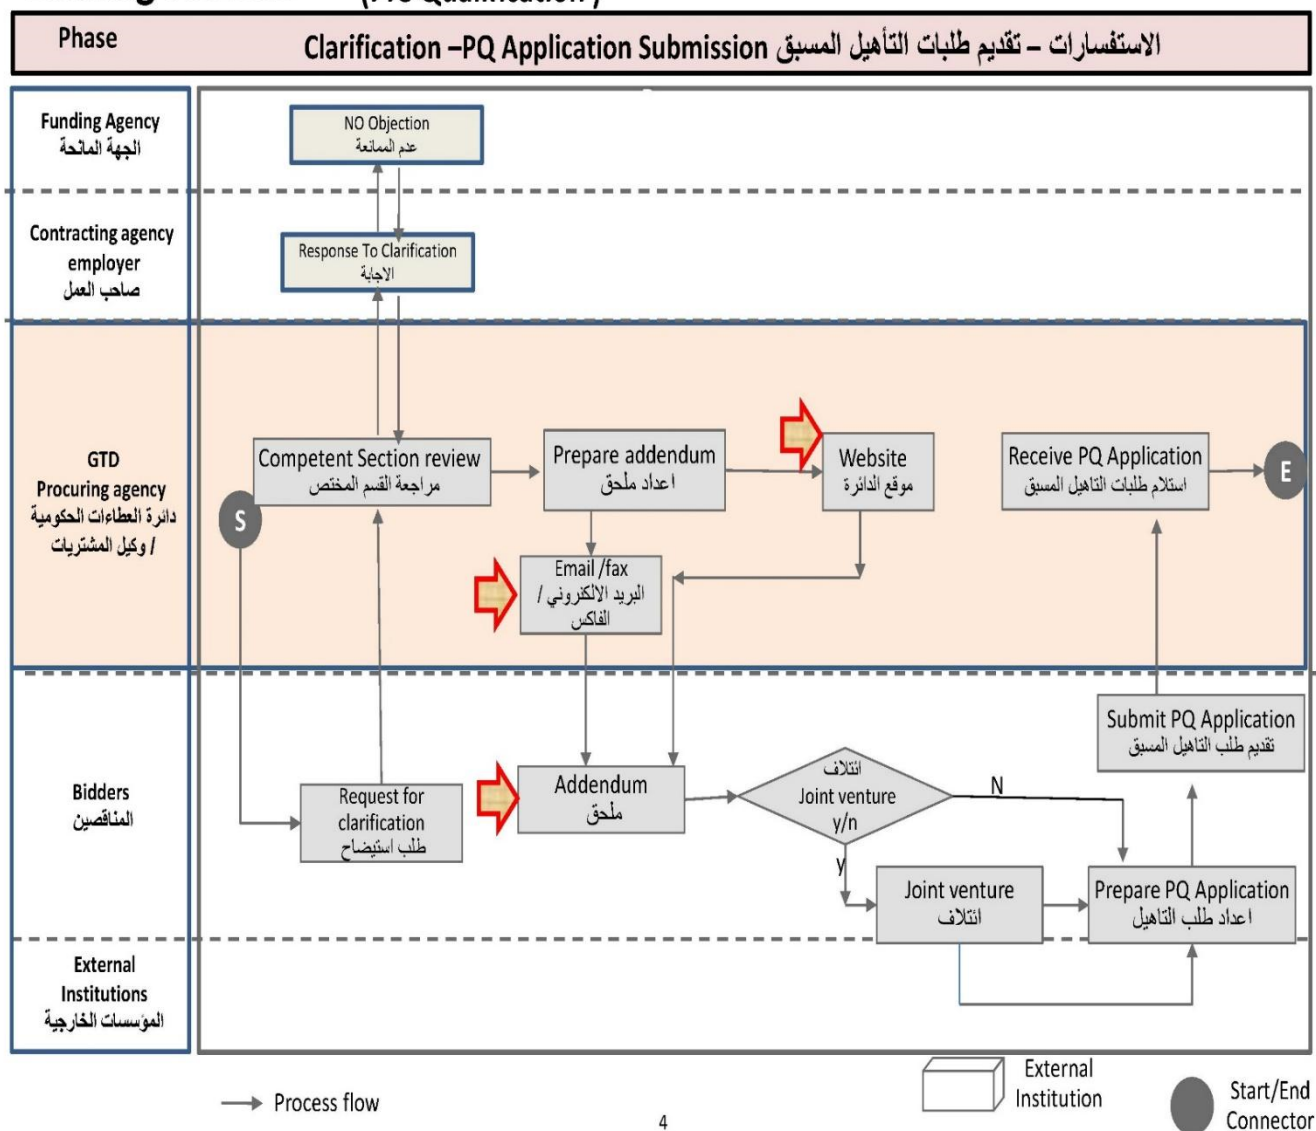 Phase
Clarification –PQ Application Submission الاستفسارات – تقديم طلبات التأهيل المسبق
Funding Agency
الجهة المانحة
NO Objection
عدم الممانعة
Contracting agency
employer
صاحب العمل
Response To Clarification
الاجابة
GTD
Procuring agency
دائرة العطاءات الحكومية
/ وكيل المشتريات
S
Competent Section review
مراجعة القسم المختص
Prepare addendum
اعداد ملحق
Website
موقع الدائرة
Receive PQ Application
استلام طلبات التاهيل المسبق
E
Email /fax
البريد الالكتروني /
الفاكس
Bidders
المناقصين
Request for
clarification
طلب استيضاح
Addendum
ملحق
ائتلاف
Joint venture
y/n
N
y
Submit PQ Application
تقديم طلب التاهيل المسبق
Joint venture
ائتلاف
Prepare PQ Application
اعداد طلب التاهيل
External
Institutions
المؤسسات الخارجية
Process flow
4
External
Institution
Start/End
Connector